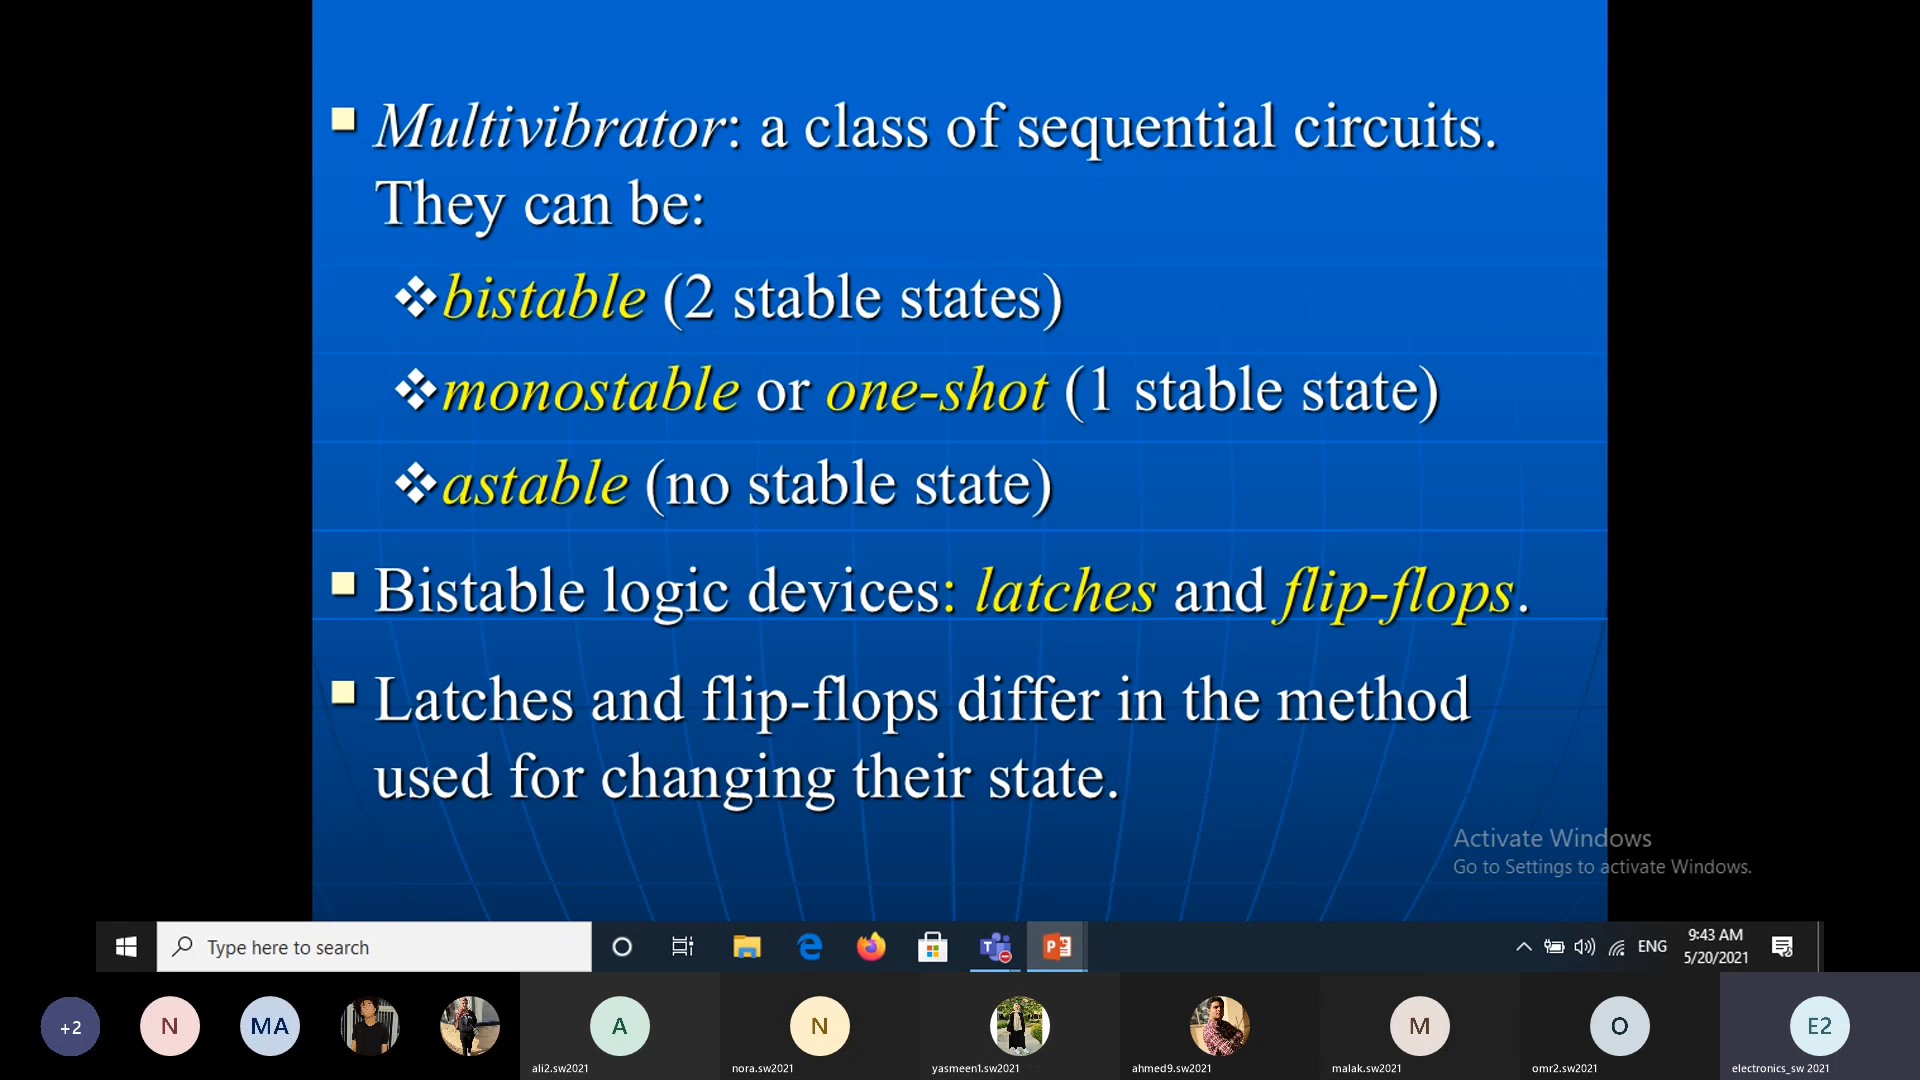 Multivibrator: a class of sequential circuits.
They can be:
bistable (2 stable states)
monostable or one-shot (1 stable state)
astable (no stable state)
Bistable logic devices: latches and flip-flops.
Latches and flip-flops differ in the method
used for changing their state.
Activate Windows
Go to Settings to activate Windows.
Type here to search
ENG
9:43 AM
5/20/2021
+2
N
MA
A
N
M
O
E2
ali2.sw2021
nora.sw2021
yasmeen1.sw2021
ahmed9.sw2021
malak.sw2021
omr2.sw2021
electronics_sw 2021